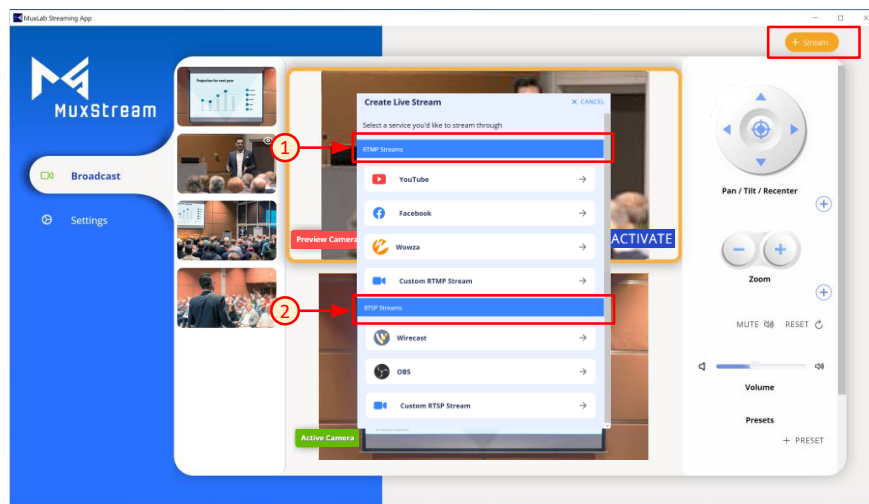 MuxLab Streaming App
+ Stream
MuxStream
Projection for next year
Create Live Stream
× CANCEL
Select a service you'd like to stream through
1
RTMP Streams
YouTube
Broadcast
Facebook
Pan / Tilt / Recenter
Settings
Preview Camera
Wowza
ACTIVATE
Custom RTMP Stream
Zoom
2
RTSP Streams
MUTE
RESET
Wirecast
OBS
Volume
Custom RTSP Stream
Presets
Active Camera
+ PRESET